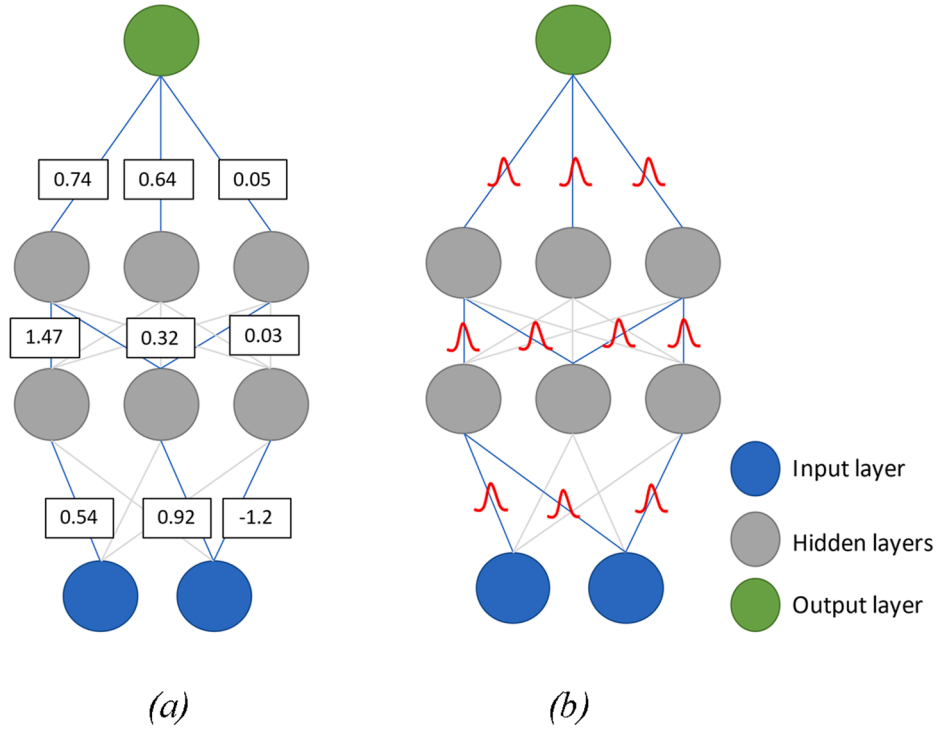 0.74
0.64
0.05
1.47
0.32
0.03
0.54
0.92
-1.2
Input layer
Hidden layers
Output layer
(a)
(b)